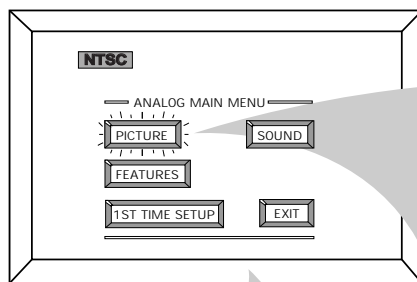 NTSC
ANALOG MAIN MENU
PICTURE SOUND
FEATURES
1ST TIME SETUP EXIT